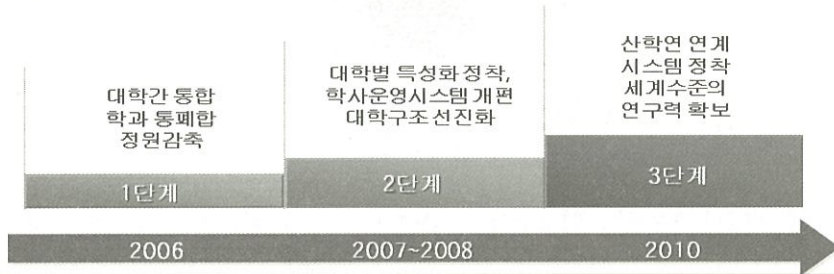 대학간 통합
학과 통폐합
정원감축
1단계
2006
대학별 특성화 정착,
학사운영시스템 개편
대학구조 선진화
2단계
2007~2008
산학연 연계
시스템 정착
세계수준의
연구력 확보
3단계
2010